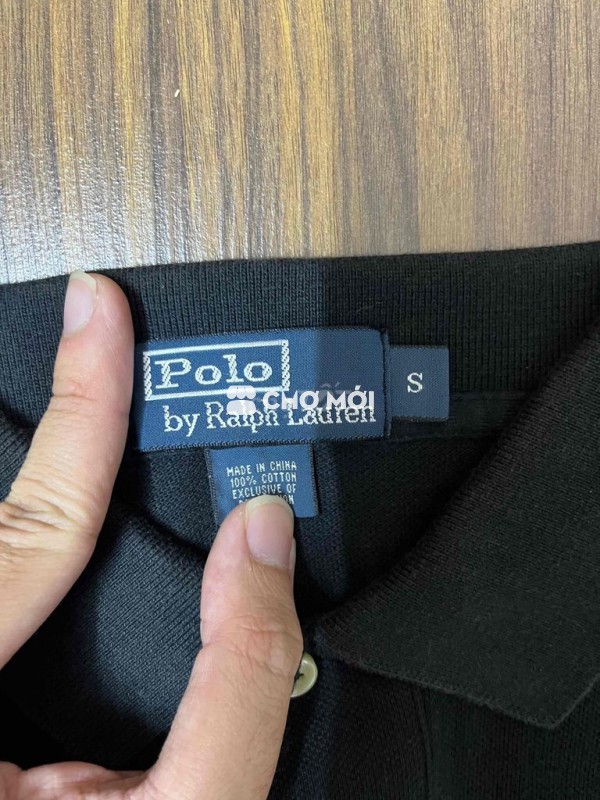 Polo
by Ralph Lauren
S
CHỢ MỚI
MADE IN CHINA
100% COTTON
EXCLUSIVE OF